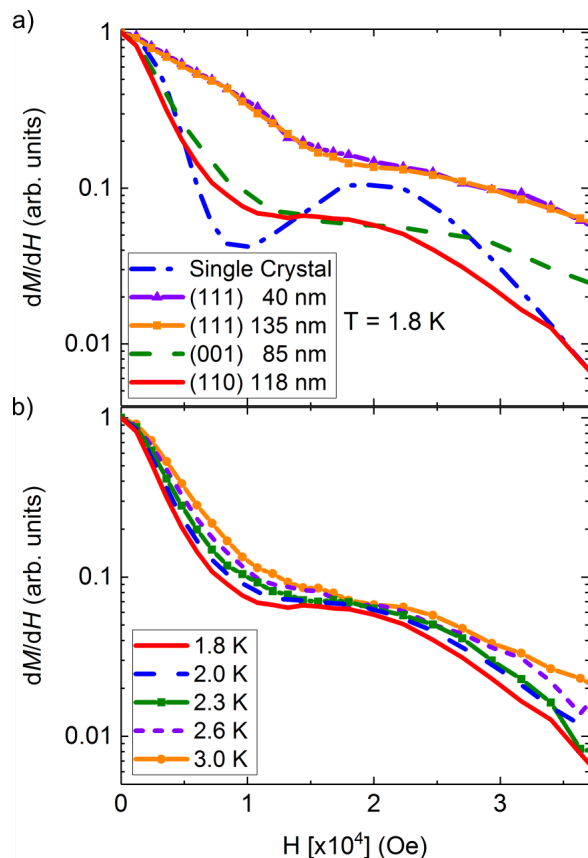 a)
1
0.1
0.01
dM/dH (arb. units)
Single Crystal
(111) 40 nm
(111) 135 nm
(001) 85 nm
(110) 118 nm
T = 1.8 K
b)
1
0.1
0.01
dM/dH (arb. units)
1.8 K
2.0 K
2.3 K
2.6 K
3.0 K
0 1 2 3
H [x10⁴) (Oe)